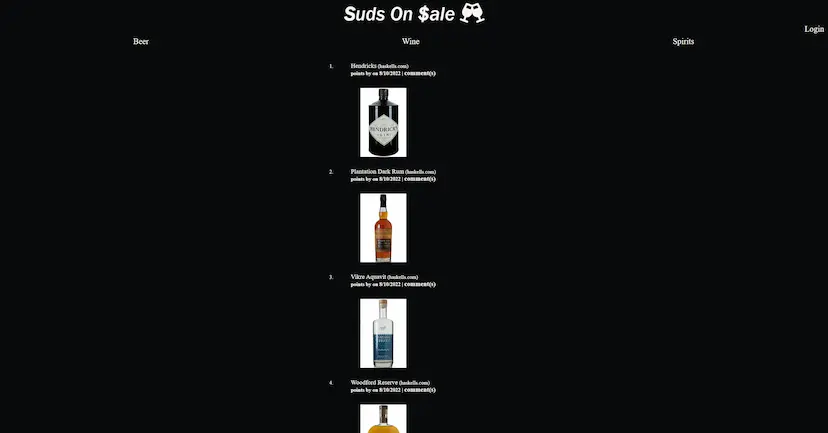 Suds On $ale
Login
Beer
Wine
Spirits
1. Hendricks (haskells.com)
points by on 8/10/2022 | comment(s)
HENDRICK'S
2. Plantation Dark Rum (haskells.com)
points by on 8/10/2022 | comment(s)
3. Vikre Aquavit (haskells.com)
points by on 8/10/2022 | comment(s)
4. Woodford Reserve (haskells.com)
points by on 8/10/2022 | comment(s)